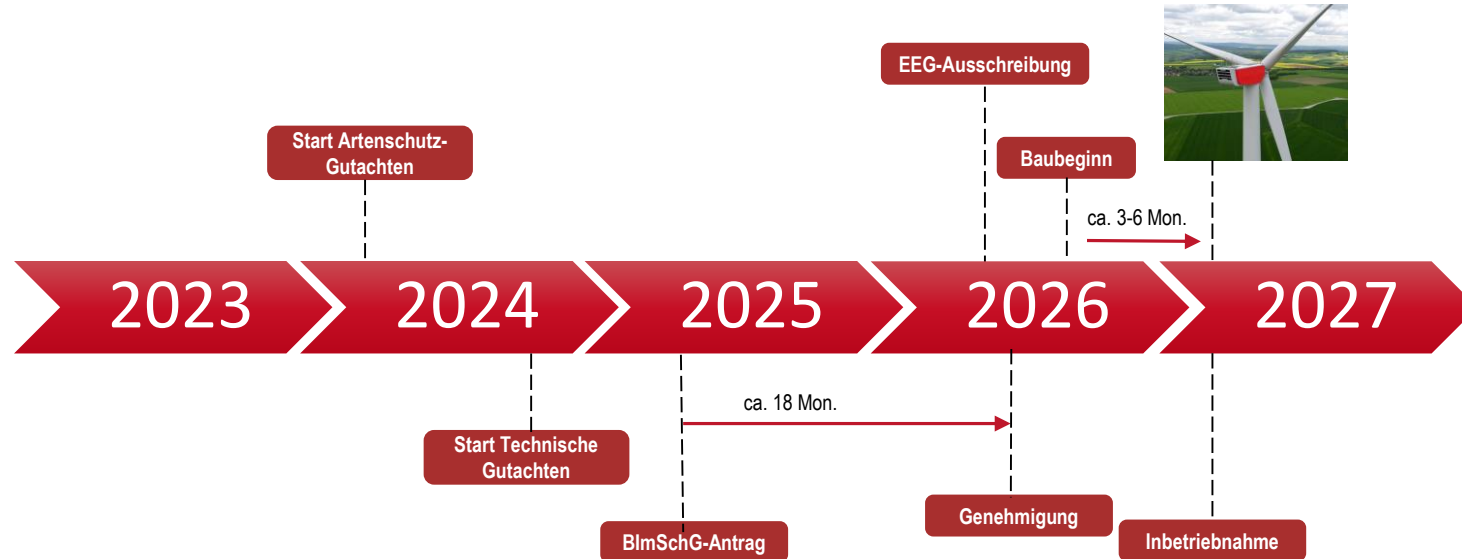 EEG-Ausschreibung
Start Artenschutz-
Gutachten
Baubeginn
ca. 3-6 Mon.
2023
2024
2025
2026
2027
ca. 18 Mon.
Start Technische
Gutachten
BImSchG-Antrag
Genehmigung
Inbetriebnahme